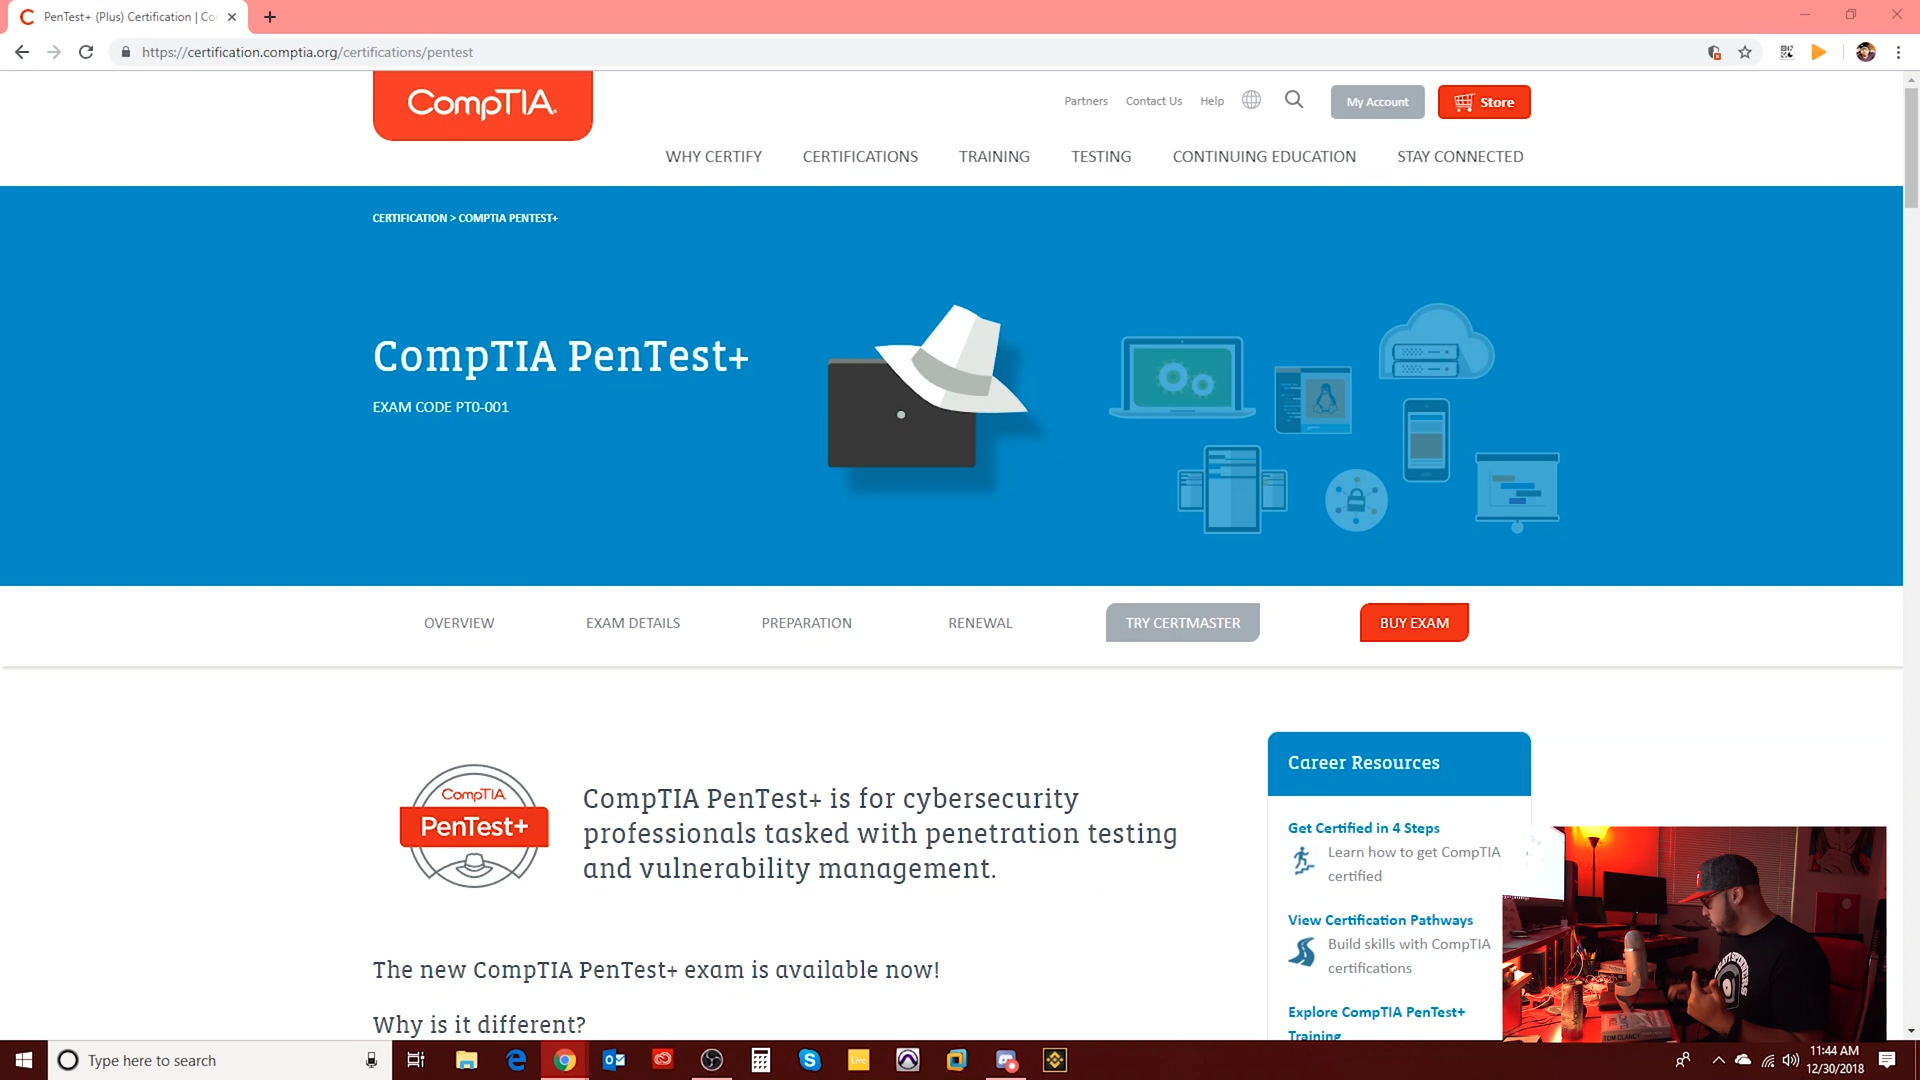 PenTest+ (Plus) Certification | Co
https://certification.comptia.org/certifications/pentest
CompTIA.
Partners
Contact Us
Help
My Account
Store
WHY CERTIFY
CERTIFICATIONS
TRAINING
TESTING
CONTINUING EDUCATION
STAY CONNECTED
CERTIFICATION > COMPTIA PENTEST+
CompTIA PenTest+
EXAM CODE PT0-001
OVERVIEW
EXAM DETAILS
PREPARATION
RENEWAL
TRY CERTMASTER
BUY EXAM
CompTIA
PenTest+
CompTIA PenTest+ is for cybersecurity
professionals tasked with penetration testing
and vulnerability management.
The new CompTIA PenTest+ exam is available now!
Why is it different?
Career Resources
Get Certified in 4 Steps
Learn how to get CompTIA
certified
View Certification Pathways
Build skills with CompTIA
certifications
Explore CompTIA PenTest+
Training
TOM CLANCY
Type here to search
Live
11:44 AM
12/30/2018